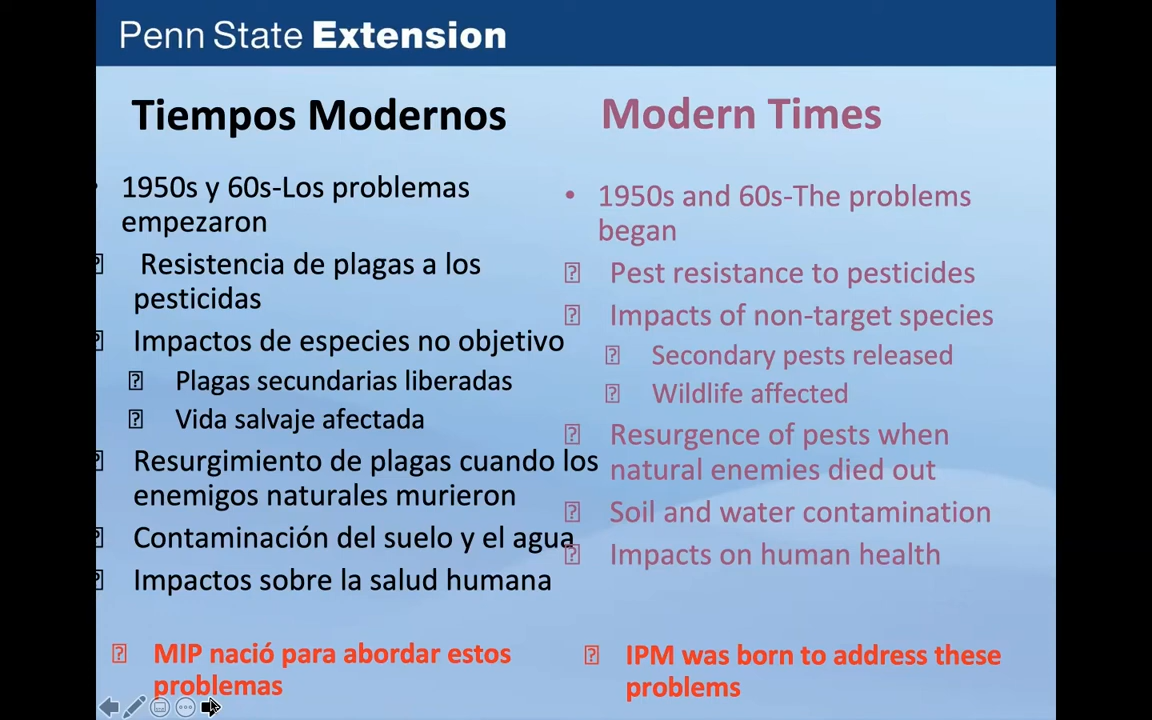 Penn State Extension
Tiempos Modernos
1950s y 60s-Los problemas
empezaron
Resistencia de plagas a los
pesticidas
Impactos de especies no objetivo
Plagas secundarias liberadas
Vida salvaje afectada
Resurgimiento de plagas cuando los
enemigos naturales murieron
Contaminación del suelo y el agua
Impactos sobre la salud humana
MIP nació para abordar estos
problemas
Modern Times
• 1950s and 60s-The problems
began
Pest resistance to pesticides
Impacts of non-target species
Secondary pests released
Wildlife affected
Resurgence of pests when
natural enemies died out
Soil and water contamination
Impacts on human health
IPM was born to address these
problems